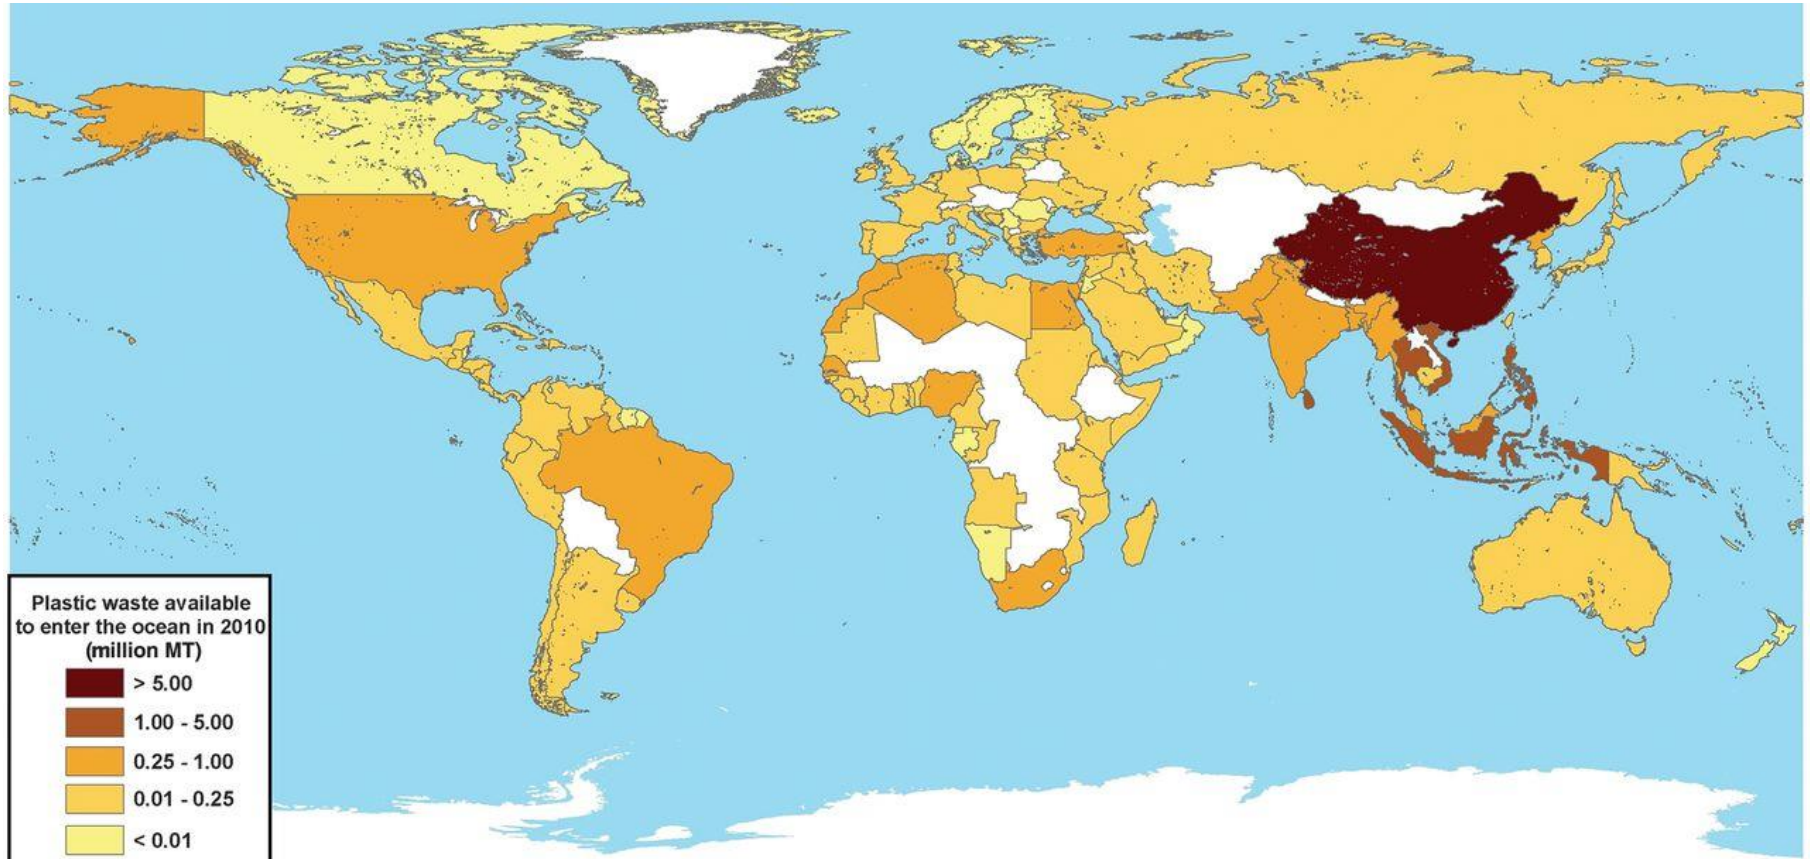 Plastic waste available
to enter the ocean in 2010
(million MT)
> 5.00
1.00 - 5.00
0.25 - 1.00
0.01 - 0.25
< 0.01